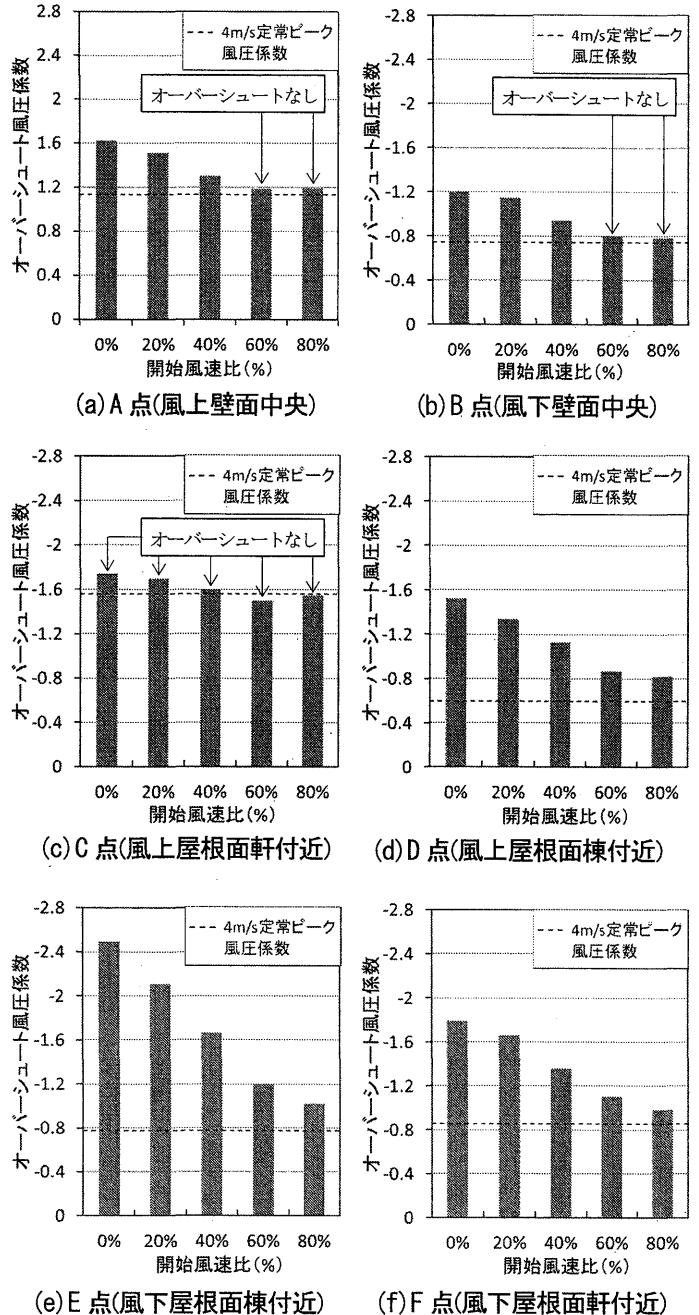 2.8
2.4
2
1.6
1.2
0.8
0.4
0
オーバーシュート風圧係数
4m/s定常ピーク
風圧係数
オーバーシュートなし
0% 20% 40% 60% 80%
開始風速比(%)
(a)A 点(風上壁面中央)
-2.8
-2.4
-2
-1.6
-1.2
-0.8
-0.4
0
オーバーシュート風圧係数
4m/s定常ピーク
風圧係数
オーバーシュートなし
0% 20% 40% 60% 80%
開始風速比(%)
(b)B 点(風下壁面中央)
-2.8
-2.4
-2
-1.6
-1.2
-0.8
-0.4
0
オーバーシュート風圧係数
4m/s定常ピーク
風圧係数
オーバーシュートなし
0% 20% 40% 60% 80%
開始風速比(%)
(c)C 点(風上屋根面軒付近)
-2.8
-2.4
-2
-1.6
-1.2
-0.8
-0.4
0
オーバーシュート風圧係数
4m/s定常ピーク
風圧係数
0% 20% 40% 60% 80%
開始風速比(%)
(d)D 点(風上屋根面棟付近)
-2.8
-2.4
-2
-1.6
-1.2
-0.8
-0.4
0
オーバーシュート風圧係数
4m/s定常ピーク
風圧係数
0% 20% 40% 60% 80%
開始風速比(%)
(e)E 点(風下屋根面棟付近)
-2.8
-2.4
-2
-1.6
-1.2
-0.8
-0.4
0
オーバーシュート風圧係数
4m/s定常ピーク
風圧係数
0% 20% 40% 60% 80%
開始風速比(%)
(f)F 点(風下屋根面軒付近)